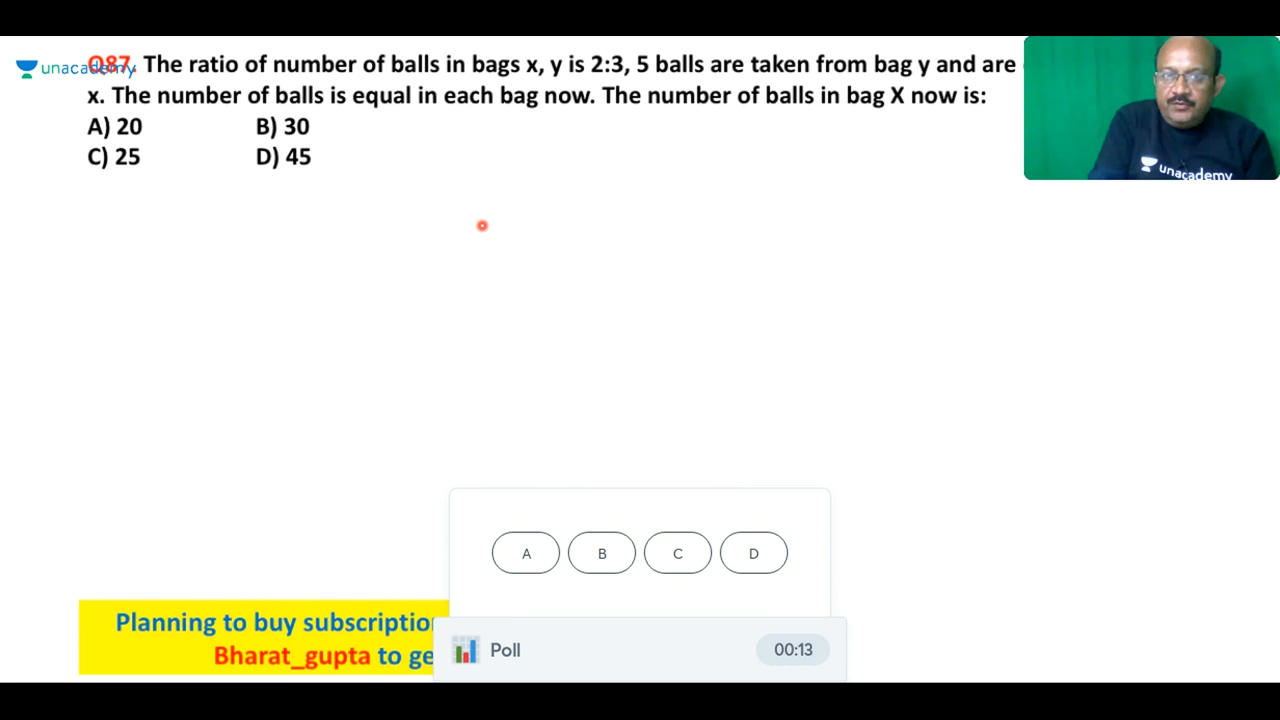 unacademy
Q87. The ratio of number of balls in bags x, y is 2:3, 5 balls are taken from bag y and are
x. The number of balls is equal in each bag now. The number of balls in bag X now is:
A) 20 B) 30
C) 25 D) 45
unacademy
A B C D
Planning to buy subscription
Bharat_gupta to ge
Poll 00:13